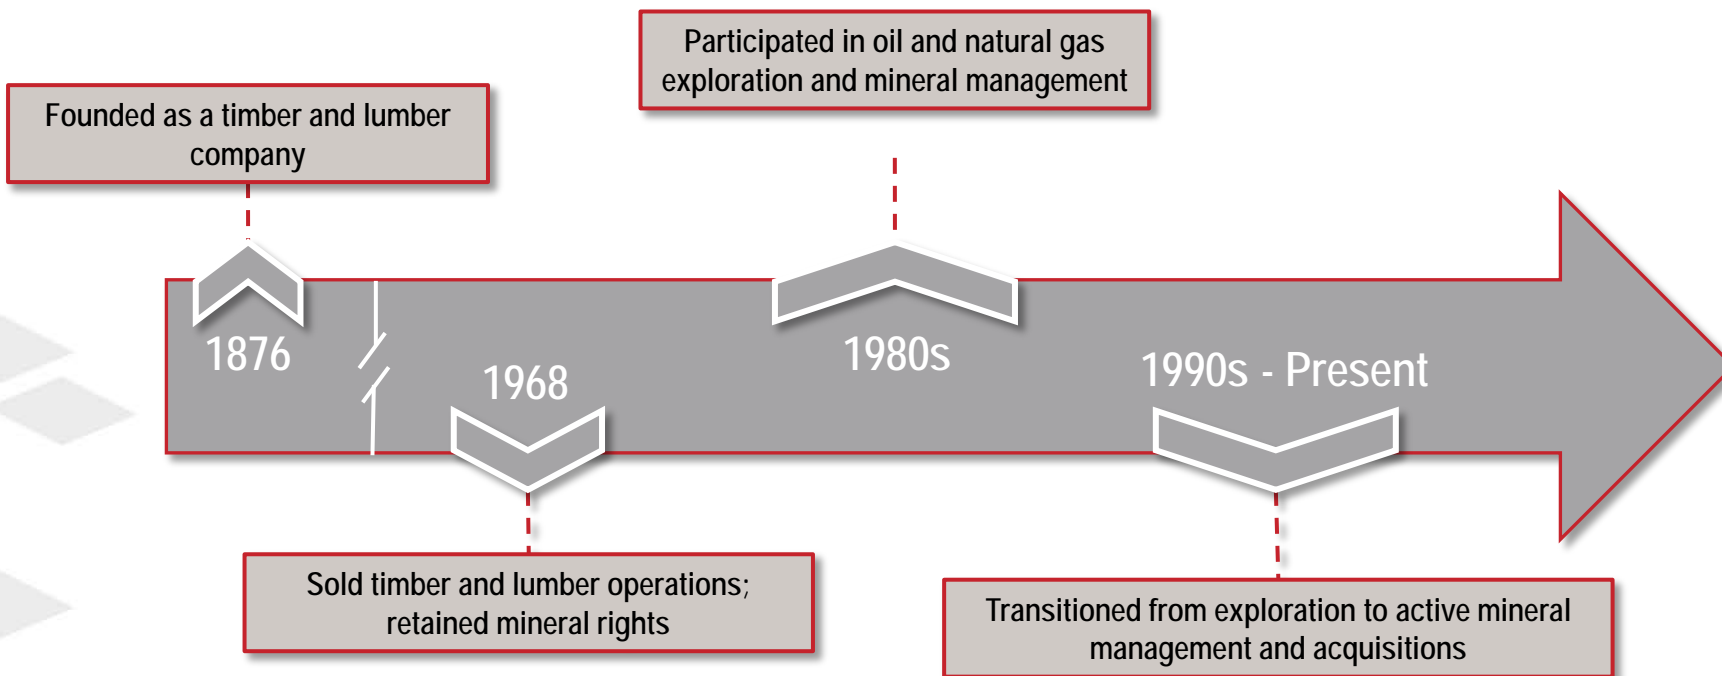 Participated in oil and natural gas
exploration and mineral management
Founded as a timber and lumber
company
1876
1968
1980s
1990s - Present
Sold timber and lumber operations;
retained mineral rights
Transitioned from exploration to active mineral
management and acquisitions